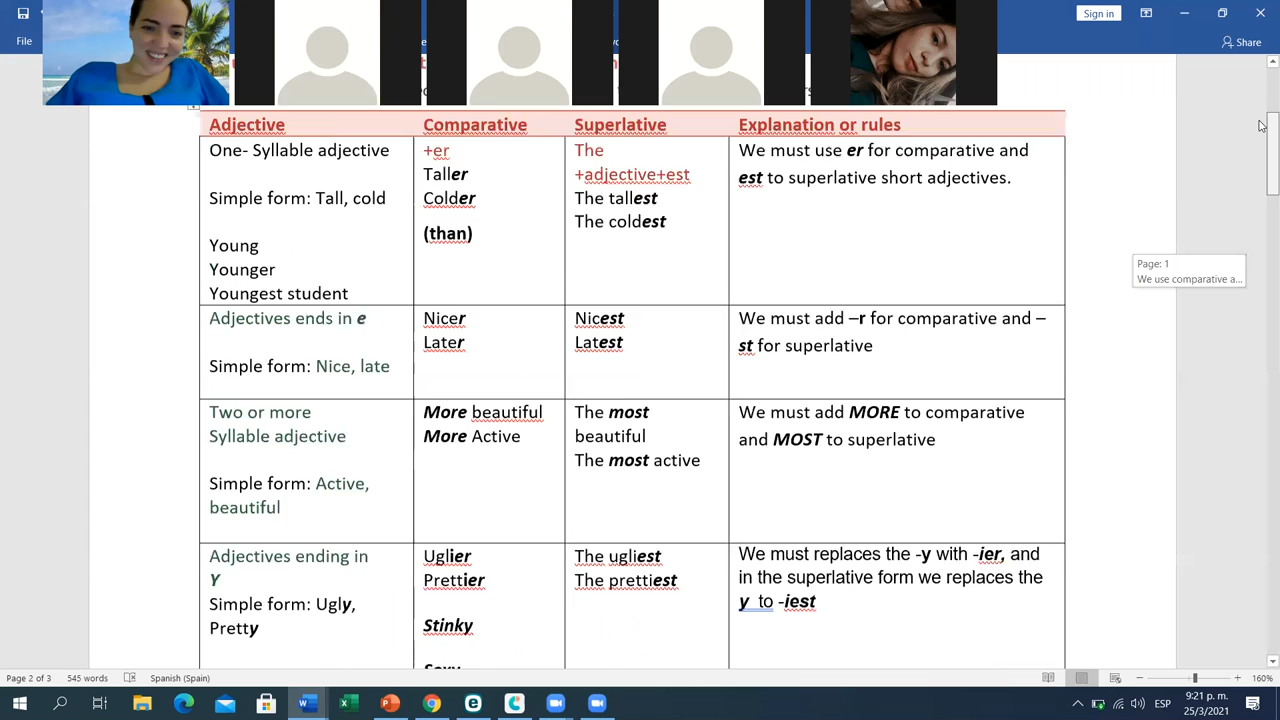 Sign in
File
Share
Adjective Comparative Superlative Explanation or rules
One- Syllable adjective
Simple form: Tall, cold
Young
Younger
Youngest student
+er
Taller
Colder
(than)
The
+adjective+est
The tallest
The coldest
We must use er for comparative and
est to superlative short adjectives.
Adjectives ends in e
Simple form: Nice, late
Nicer
Later
Nicest
Latest
We must add –r for comparative and –
st for superlative
Two or more
Syllable adjective
Simple form: Active,
beautiful
More beautiful
More Active
The most
beautiful
The most active
We must add MORE to comparative
and MOST to superlative
Adjectives ending in
Y
Simple form: Ugly,
Pretty
Uglier
Prettier
Stinky
Sexy
The ugliest
The prettiest
We must replaces the -y with -ier, and
in the superlative form we replaces the
y to -iest
Page: 1
We use comparative a...
Page 2 of 3 545 words Spanish (Spain) 160%
ESP 9:21 p. m.
25/3/2021